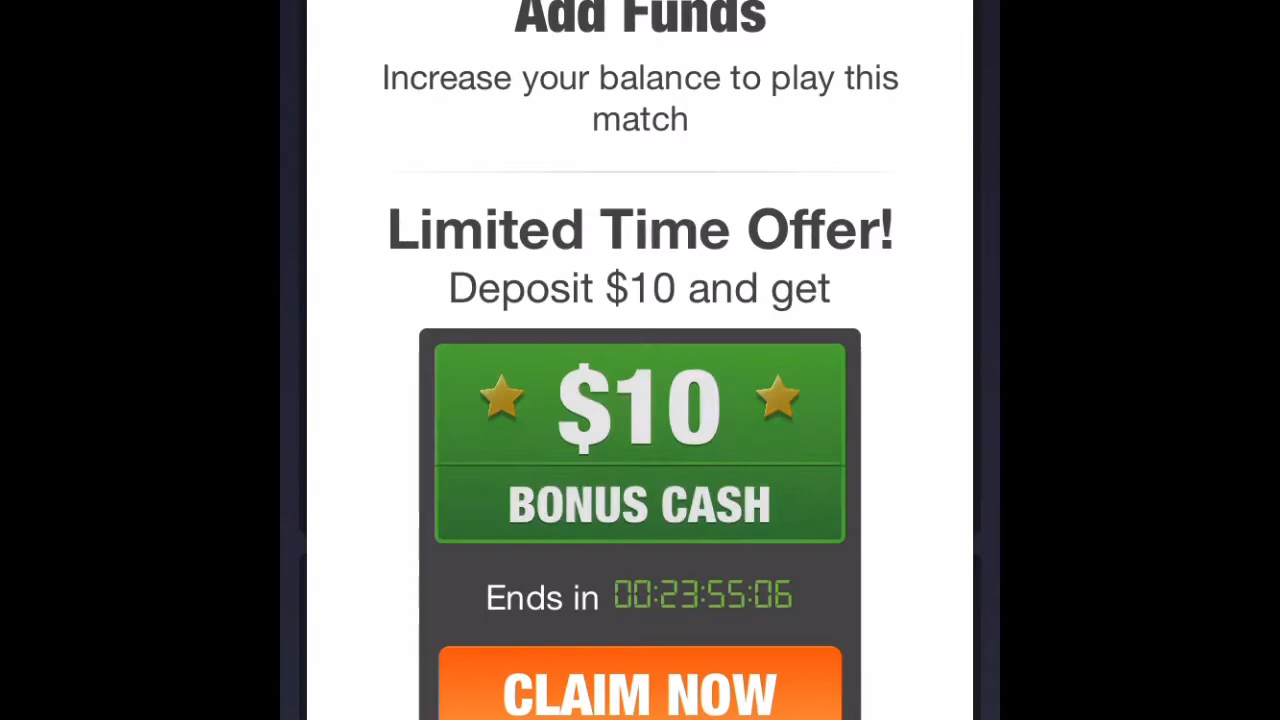 Add Funds
Increase your balance to play this
match
Limited Time Offer!
Deposit $10 and get
$10
BONUS CASH
Ends in 00:23:55:06
CLAIM NOW